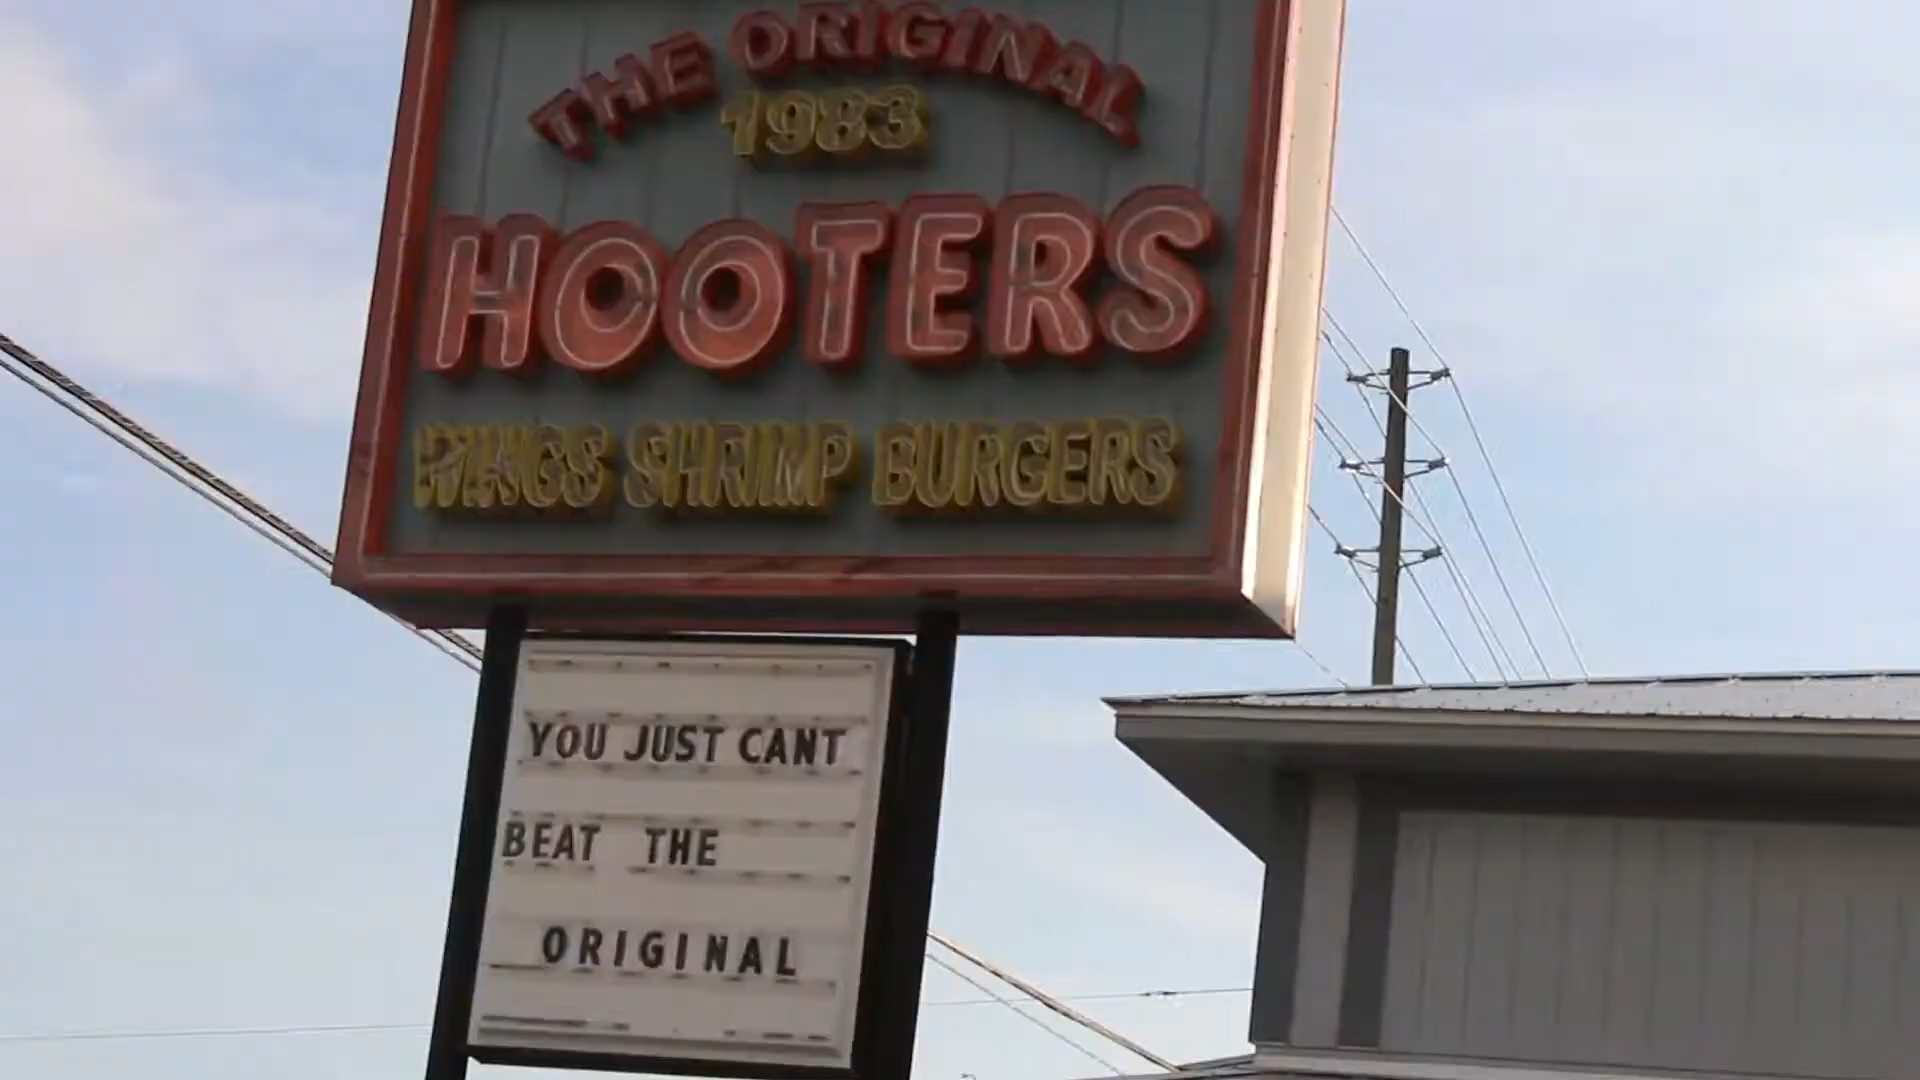 THE ORIGINAL
1983
HOOTERS
WINGS SHRIMP BURGERS
YOU JUST CANT
BEAT THE
ORIGINAL